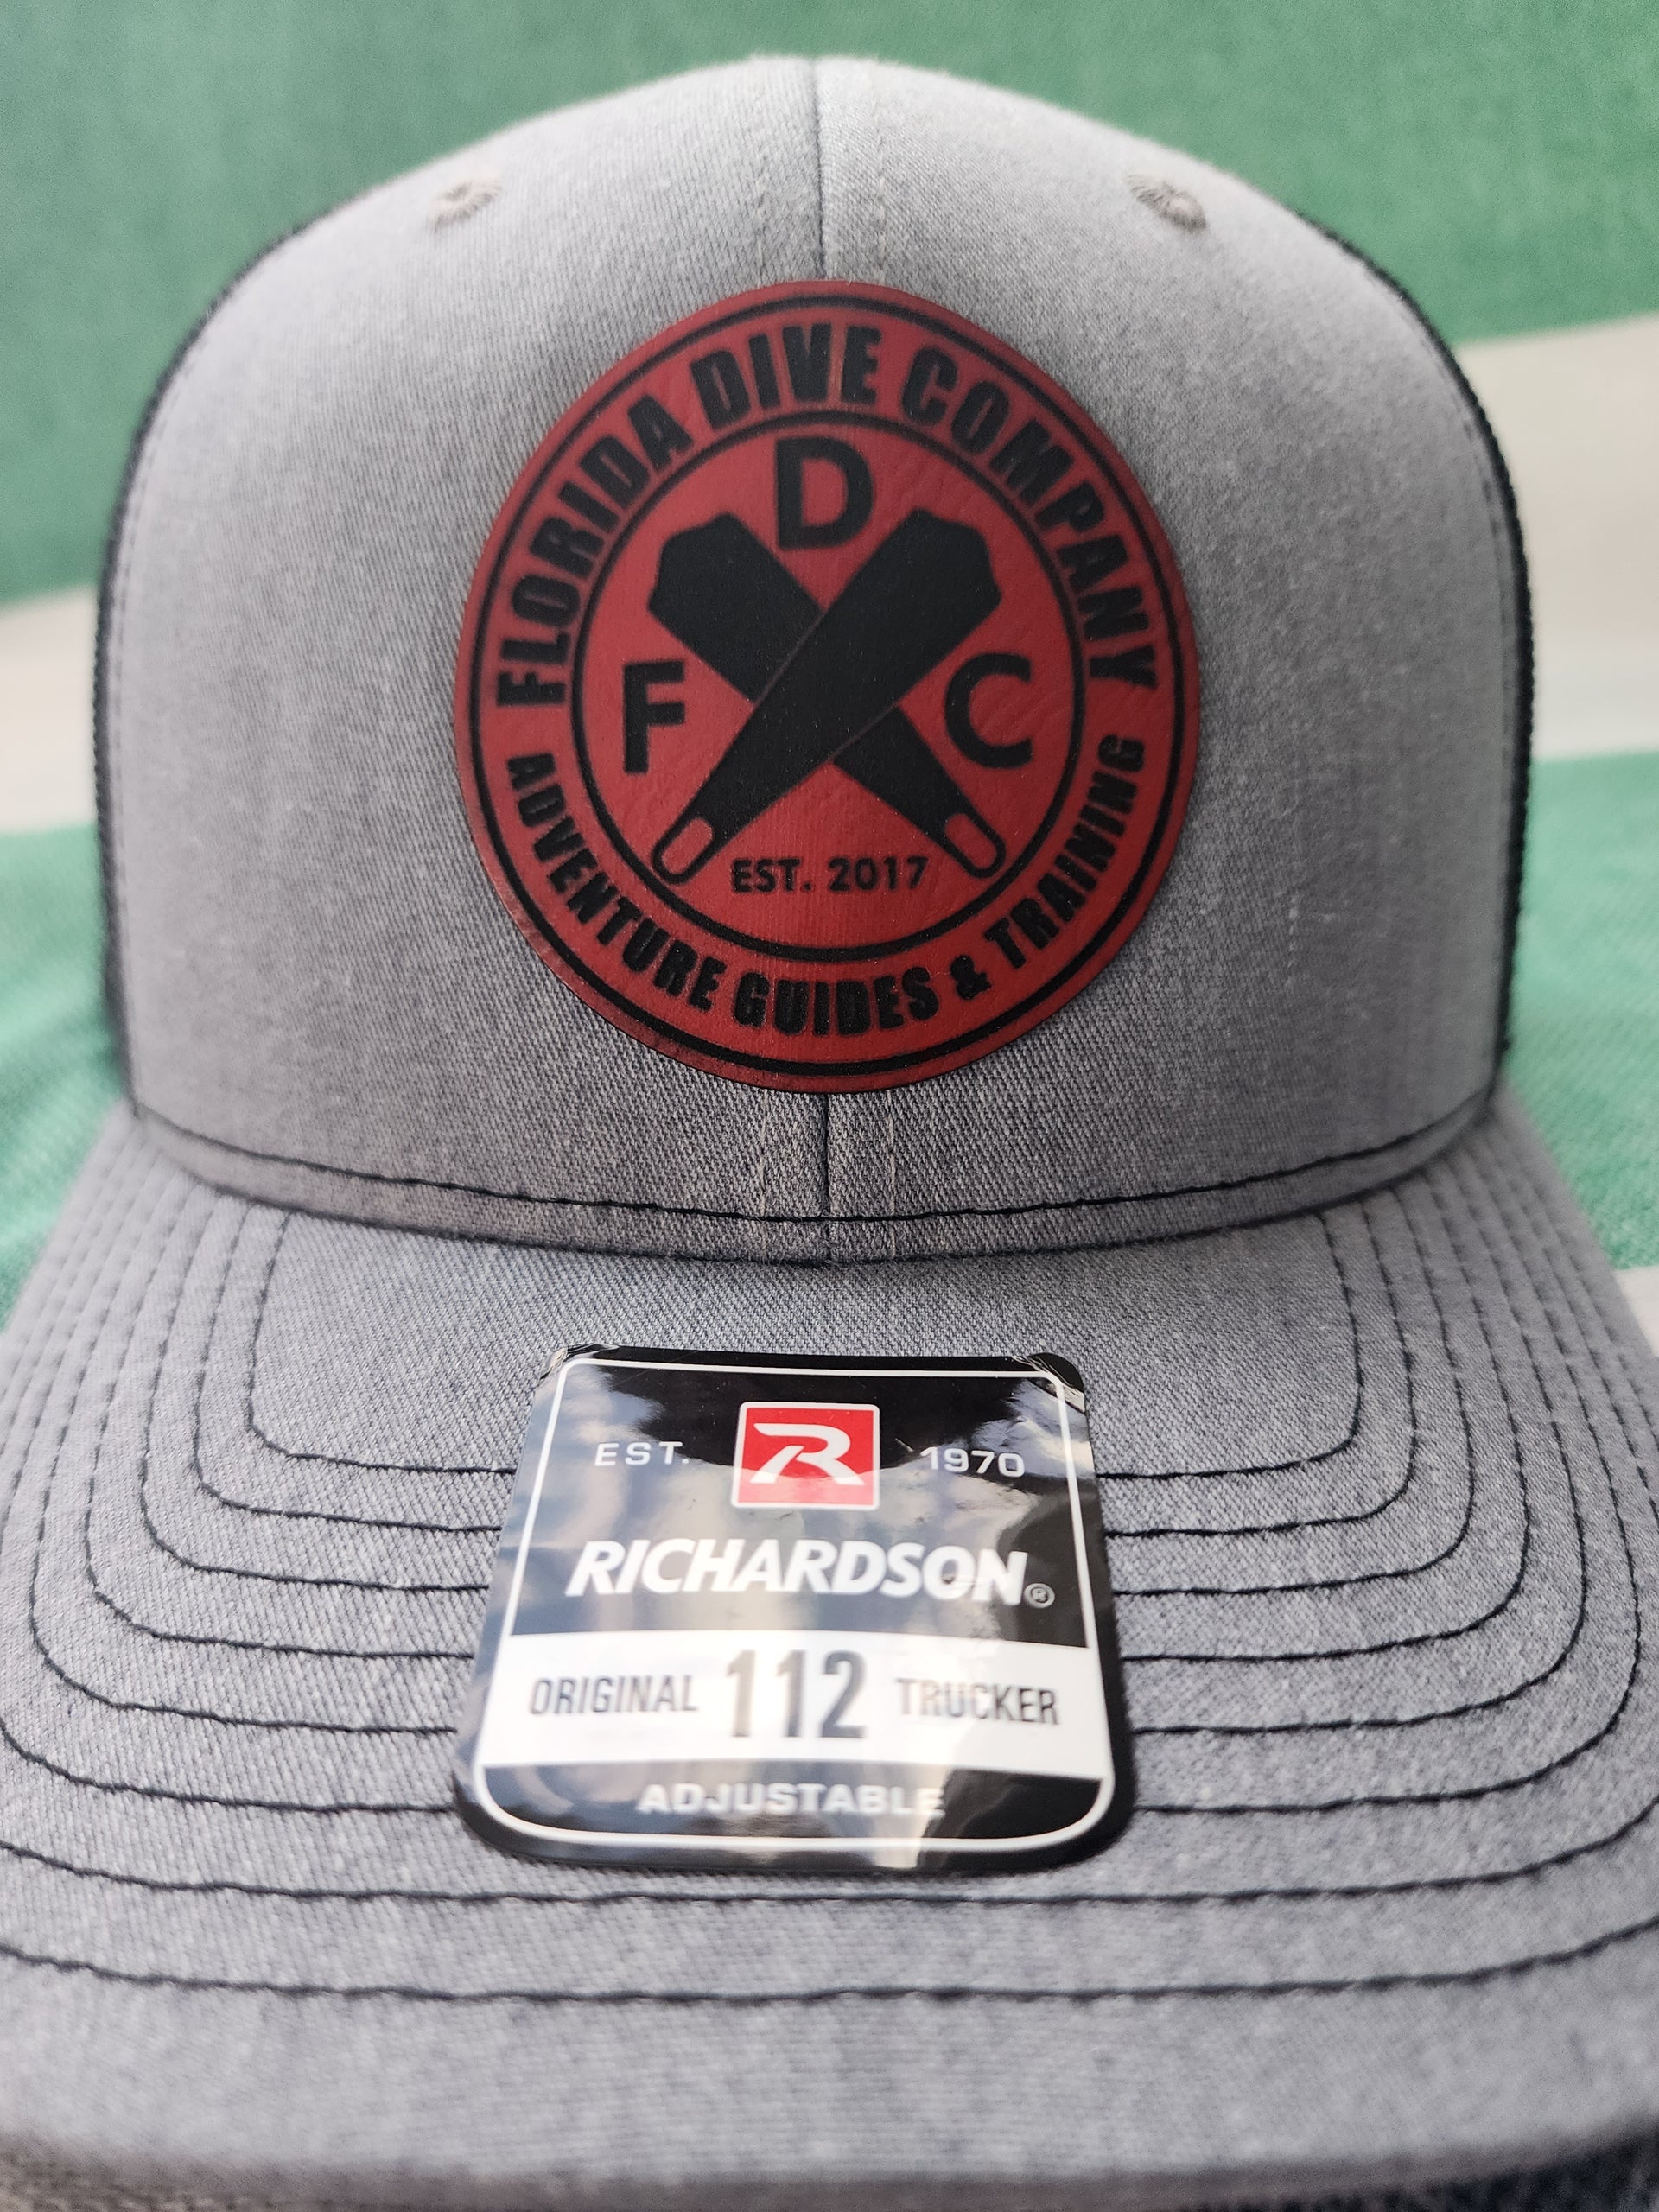 FLORIDA DIVE COMPANY
D
F C
EST. 2017
ADVENTURE GUIDES & TRAINING
EST. R 1970
RICHARDSON®
ORIGINAL 112 TRUCKER
ADJUSTABLE